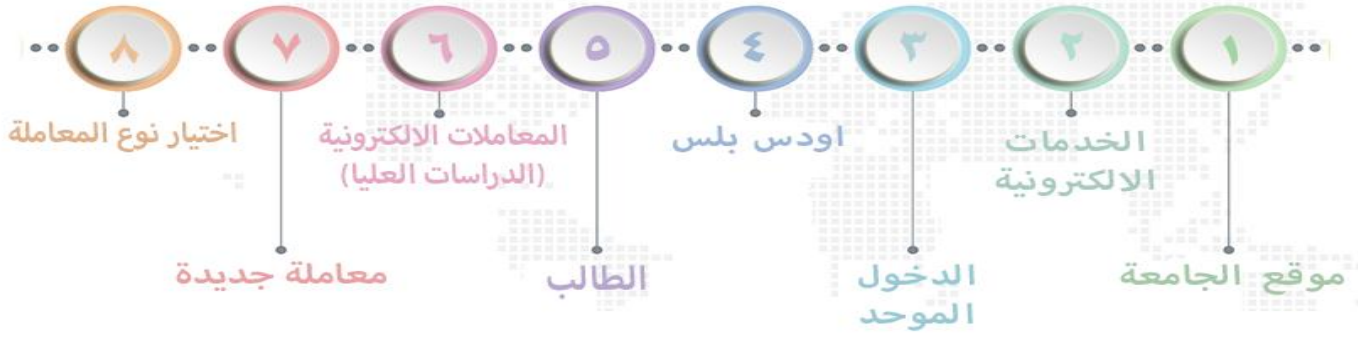 ١
موقع الجامعة
٢
الخدمات
الالكترونية
٣
الدخول
الموحد
٤
اودس بلس
٥
الطالب
٦
المعاملات الالكترونية
(الدراسات العليا)
٧
معاملة جديدة
٨
اختيار نوع المعاملة